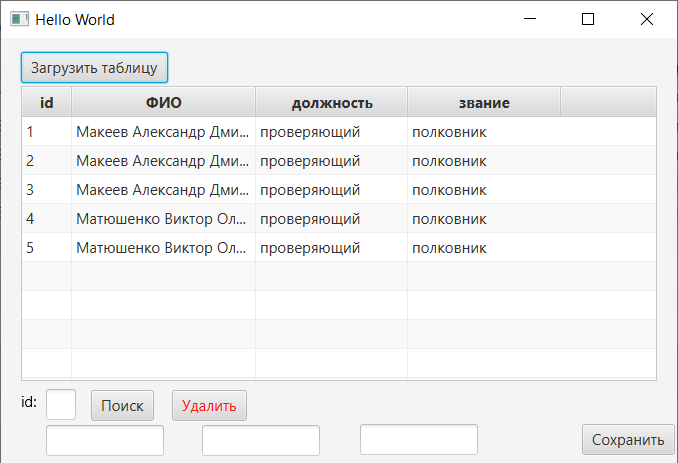 Hello World
Загрузить таблицу
id ФИО должность звание
1 Макеев Александр Дми... проверяющий полковник
2 Макеев Александр Дми... проверяющий полковник
3 Макеев Александр Дми... проверяющий полковник
4 Матюшенко Виктор Ол... проверяющий полковник
5 Матюшенко Виктор Ол... проверяющий полковник
id: Поиск Удалить
Сохранить